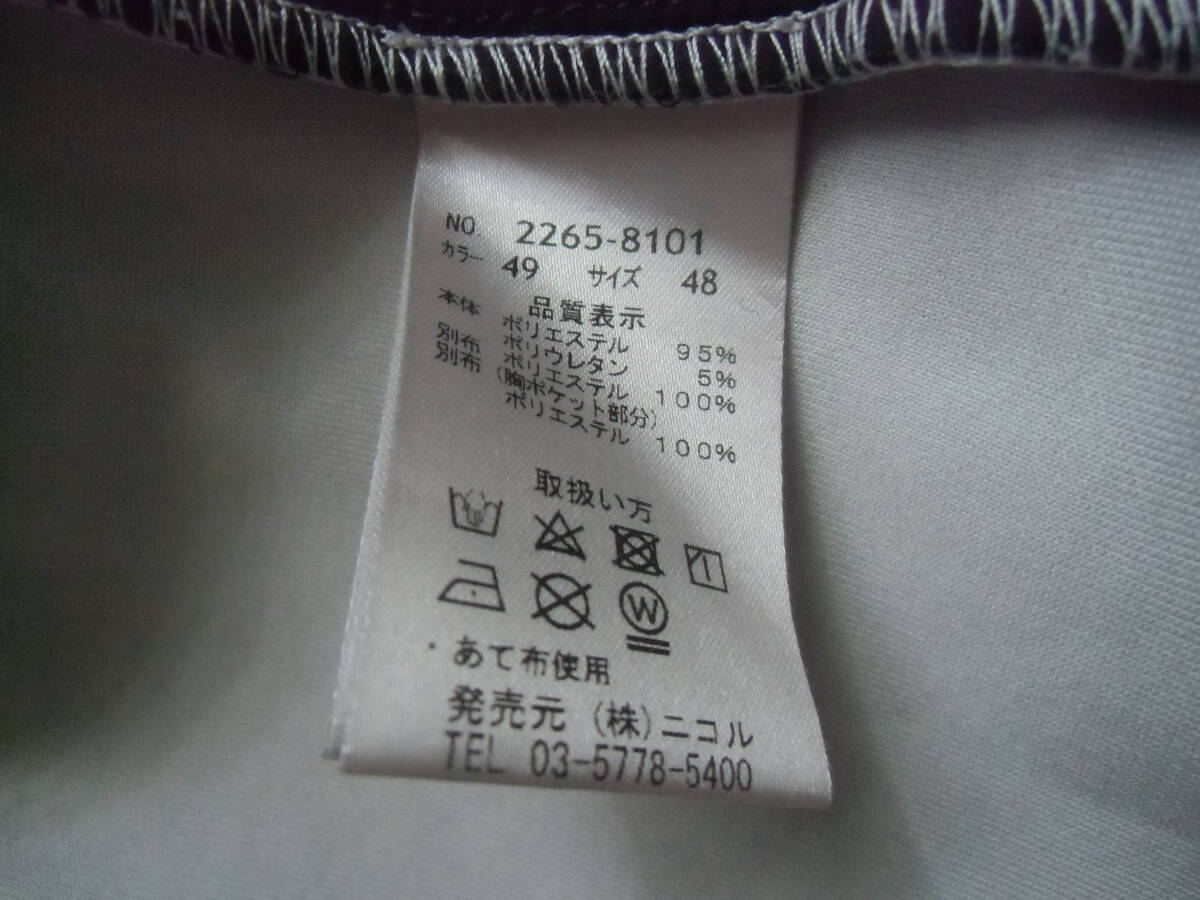 NO. 2265-8101
カラー 49 サイズ 48
品質表示
本体 ポリエステル 95%
ポリウレタン 5%
別布 ポリエステル 100%
別布 (胸ポケット部分)
ポリエステル 100%
取扱い方
W
・あて布使用
発売元 (株)ニコル
TEL 03-5778-5400